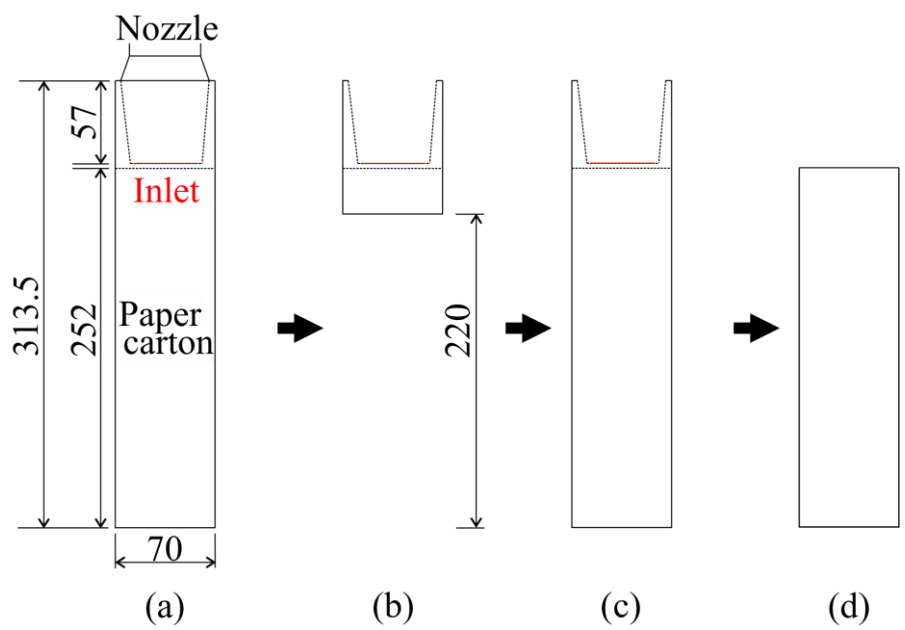 Nozzle
57
Inlet
313.5
252
Paper
carton
220
70
(a)
(b)
(c)
(d)